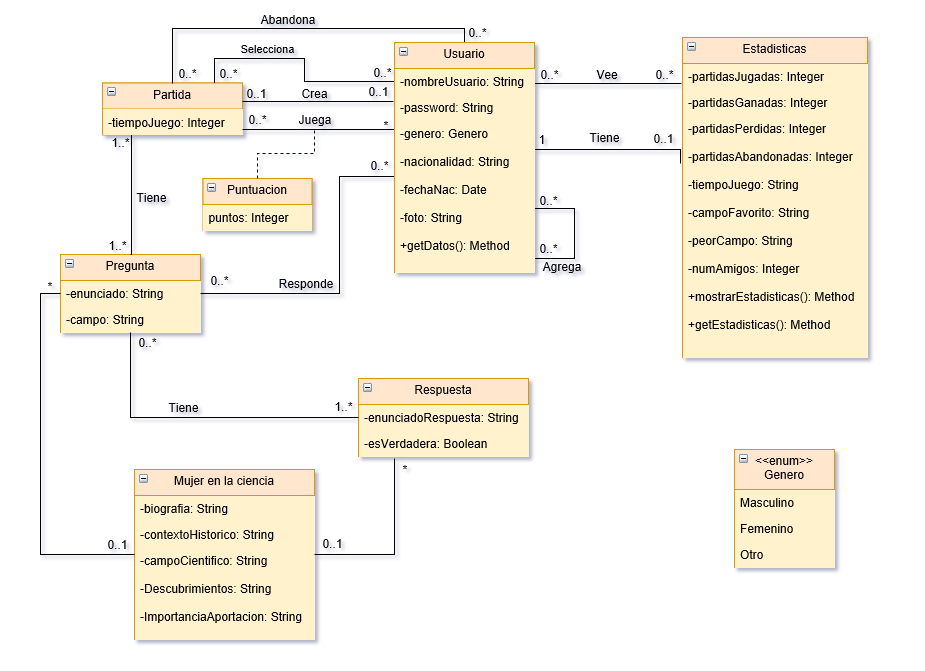 Abandona
0..*
0..*
Selecciona
0..*
0..*
Crea
0..1
0..1
Juega
0..*
*
Partida
-tiempoJuego: Integer
Usuario
-nombreUsuario: String
-password: String
-genero: Genero
-nacionalidad: String
-fechaNac: Date
-foto: String
+getDatos(): Method
Vee
0..*
0..*
Tiene
1
0..1
Estadisticas
-partidasJugadas: Integer
-partidasGanadas: Integer
-partidasPerdidas: Integer
-partidasAbandonadas: Integer
-tiempoJuego: String
-campoFavorito: String
-peorCampo: String
-numAmigos: Integer
+mostrarEstadisticas(): Method
+getEstadisticas(): Method
0..*
0..*
Agrega
Puntuacion
puntos: Integer
1..*
Tiene
1..*
Pregunta
-enunciado: String
-campo: String
0..*
Responde
0..*
*
0..*
Tiene
1..*
Respuesta
-enunciadoRespuesta: String
-esVerdadera: Boolean
*
0..1
0..1
Mujer en la ciencia
-biografia: String
-contextoHistorico: String
-campoCientifico: String
-Descubrimientos: String
-ImportanciaAportacion: String
<<enum>>
Genero
Masculino
Femenino
Otro